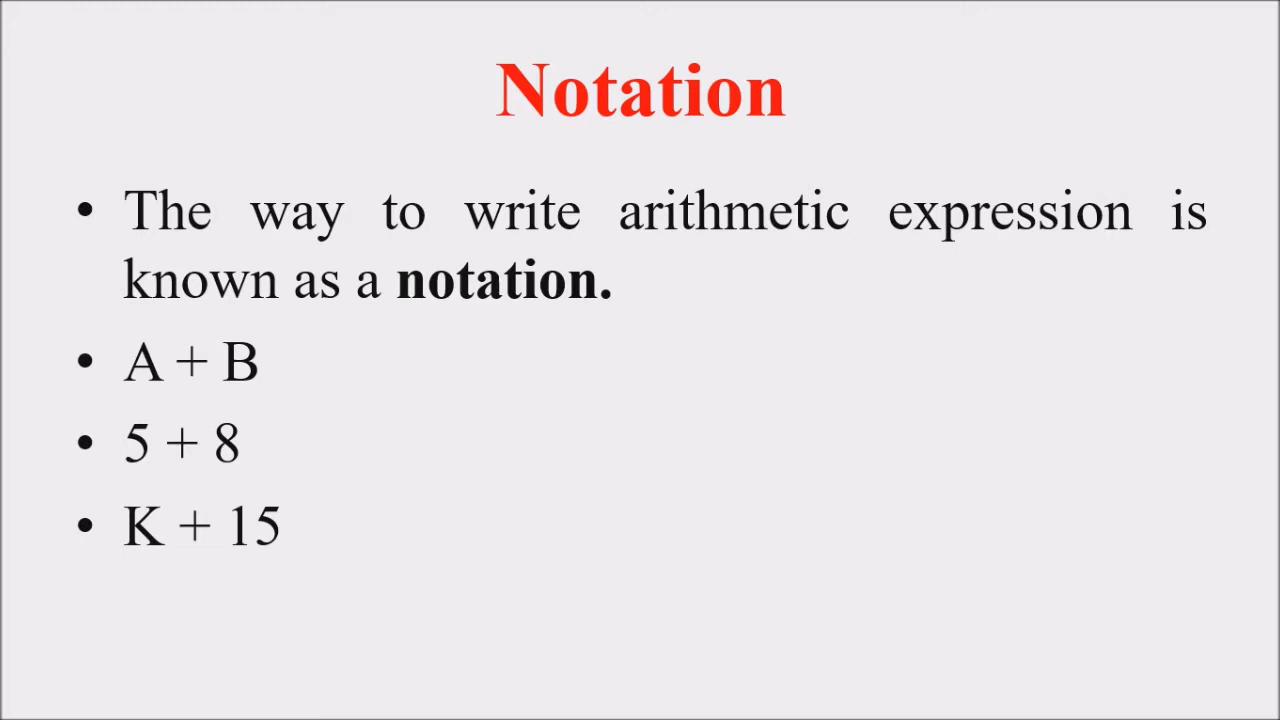 Notation
• The way to write arithmetic expression is
known as a notation.
• A + B
• 5 + 8
• K + 15